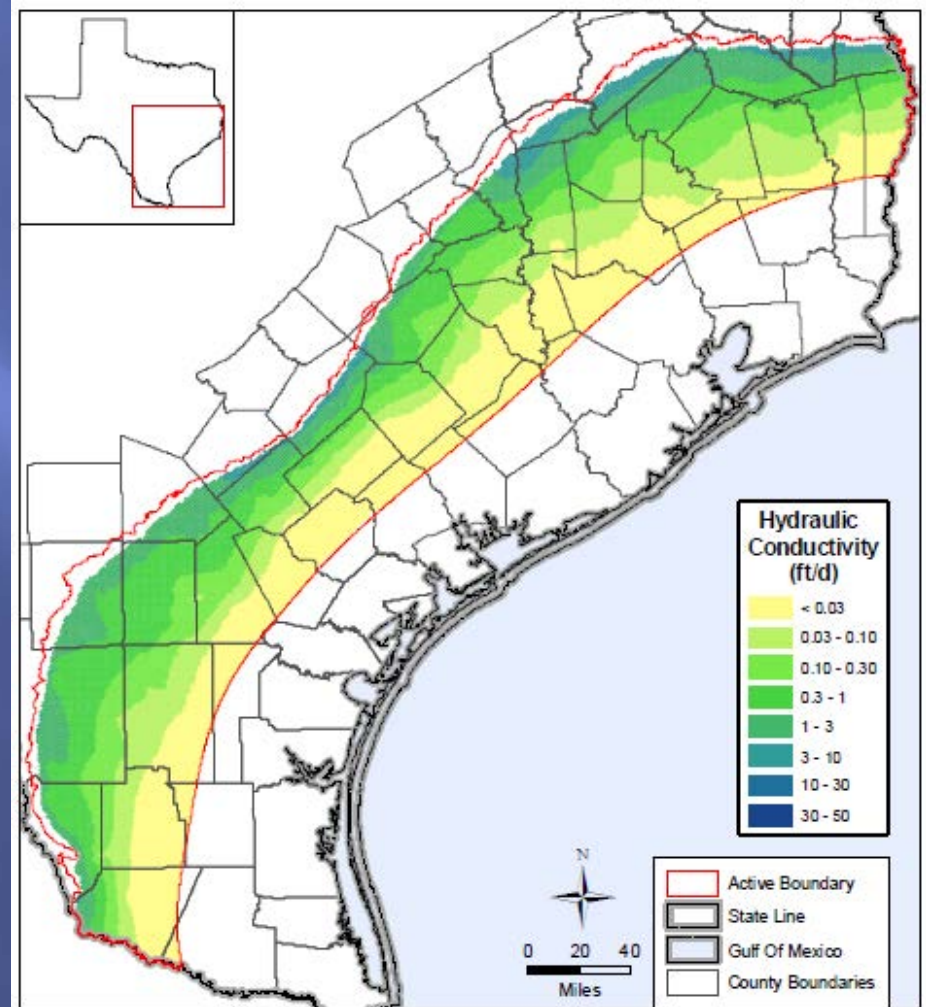 Hydraulic
Conductivity
(ft/d)
< 0.03
0.03 - 0.10
0.10 - 0.30
0.3 - 1
1 - 3
3 - 10
10 - 30
30 - 50
N
0 20 40
Miles
Active Boundary
State Line
Gulf Of Mexico
County Boundaries